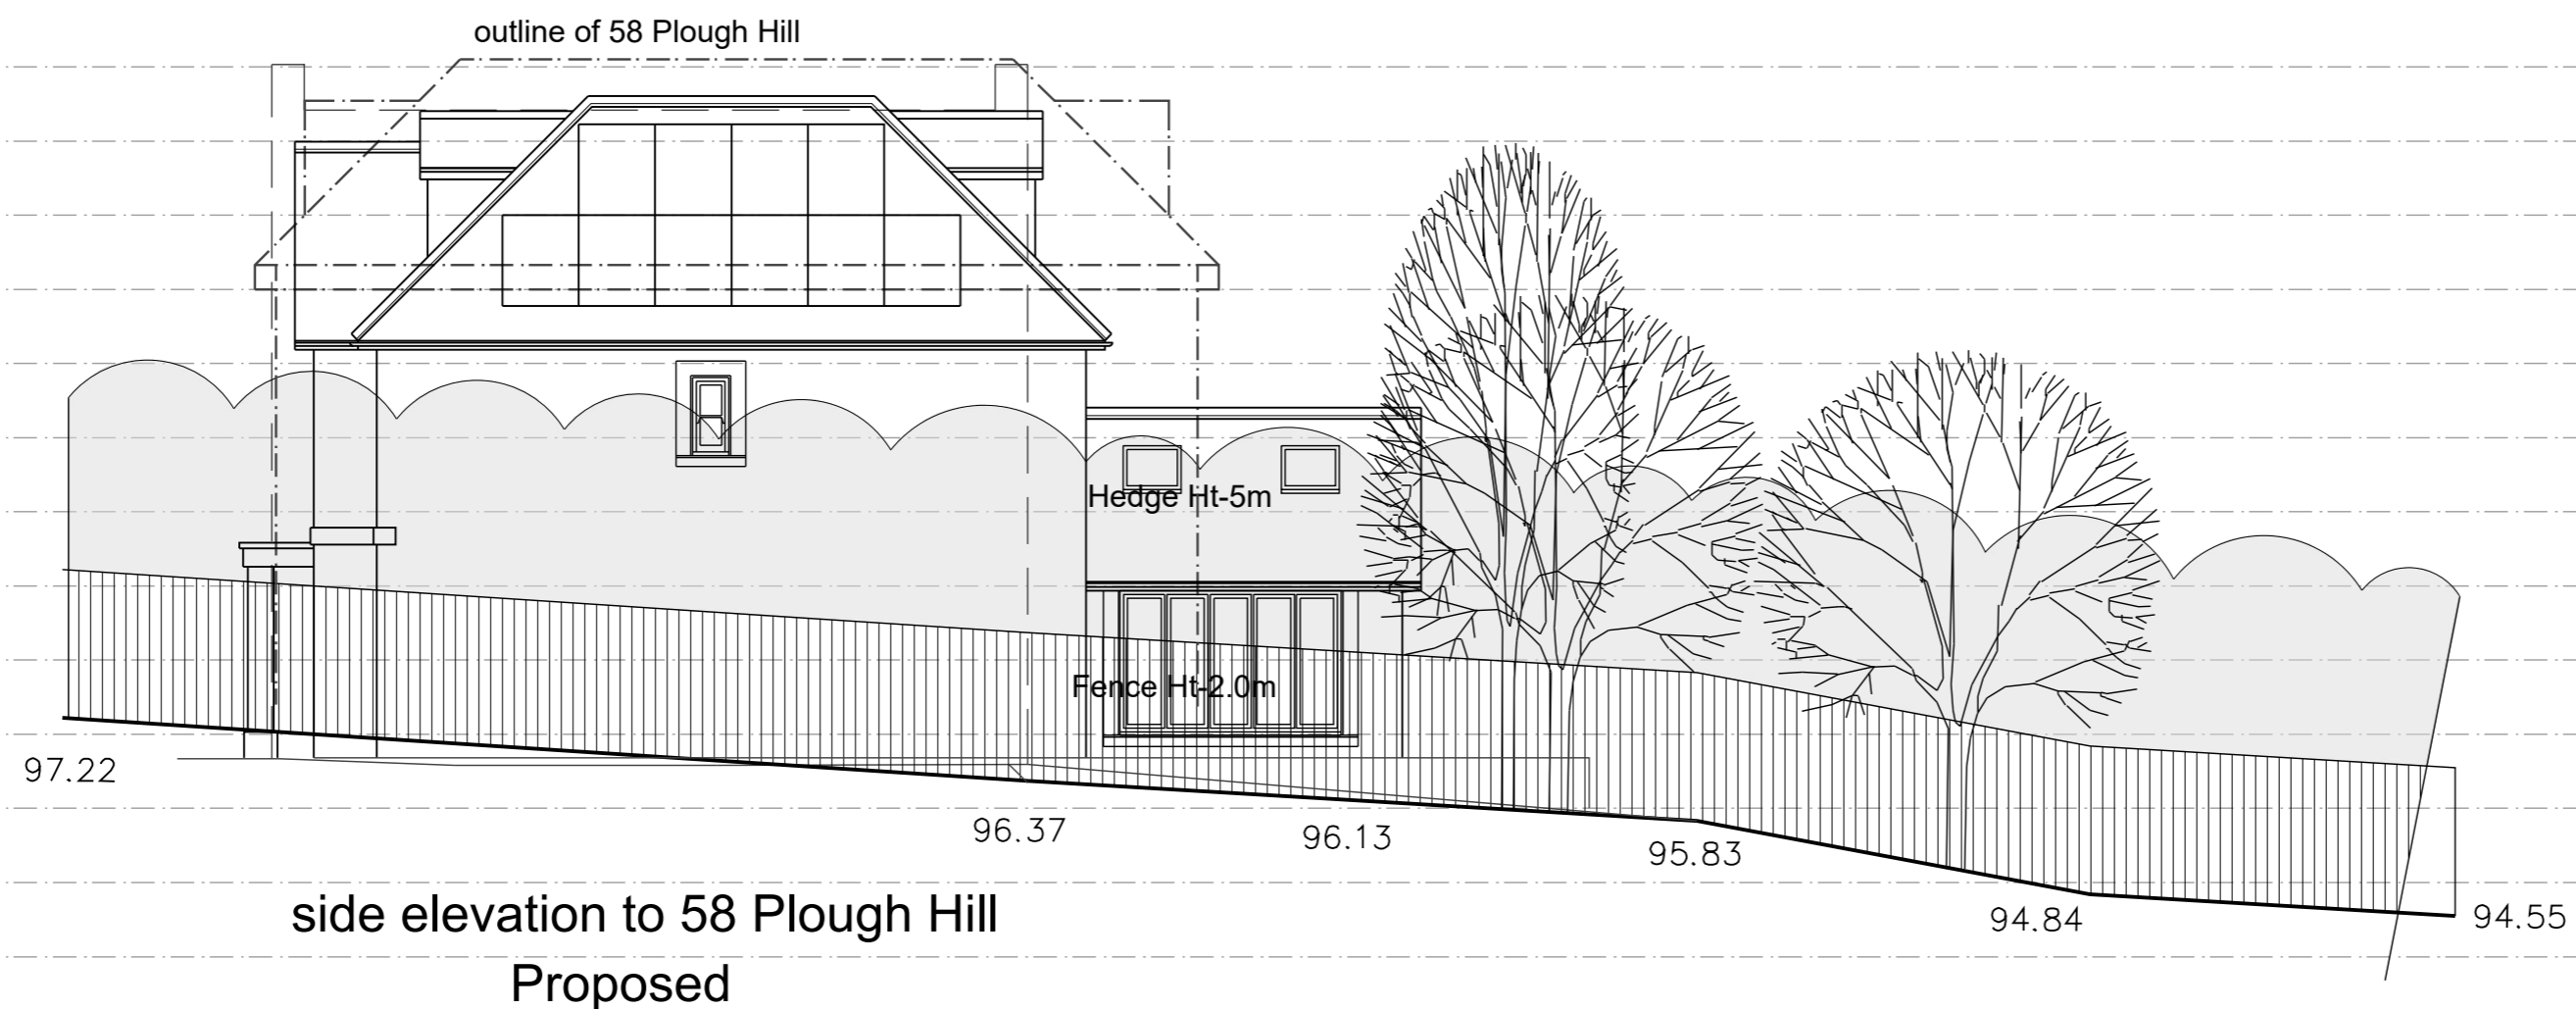 outline of 58 Plough Hill
Hedge Ht-5m
Fence Ht-2.0m
97.22
96.37
96.13
95.83
94.84
94.55
side elevation to 58 Plough Hill
Proposed